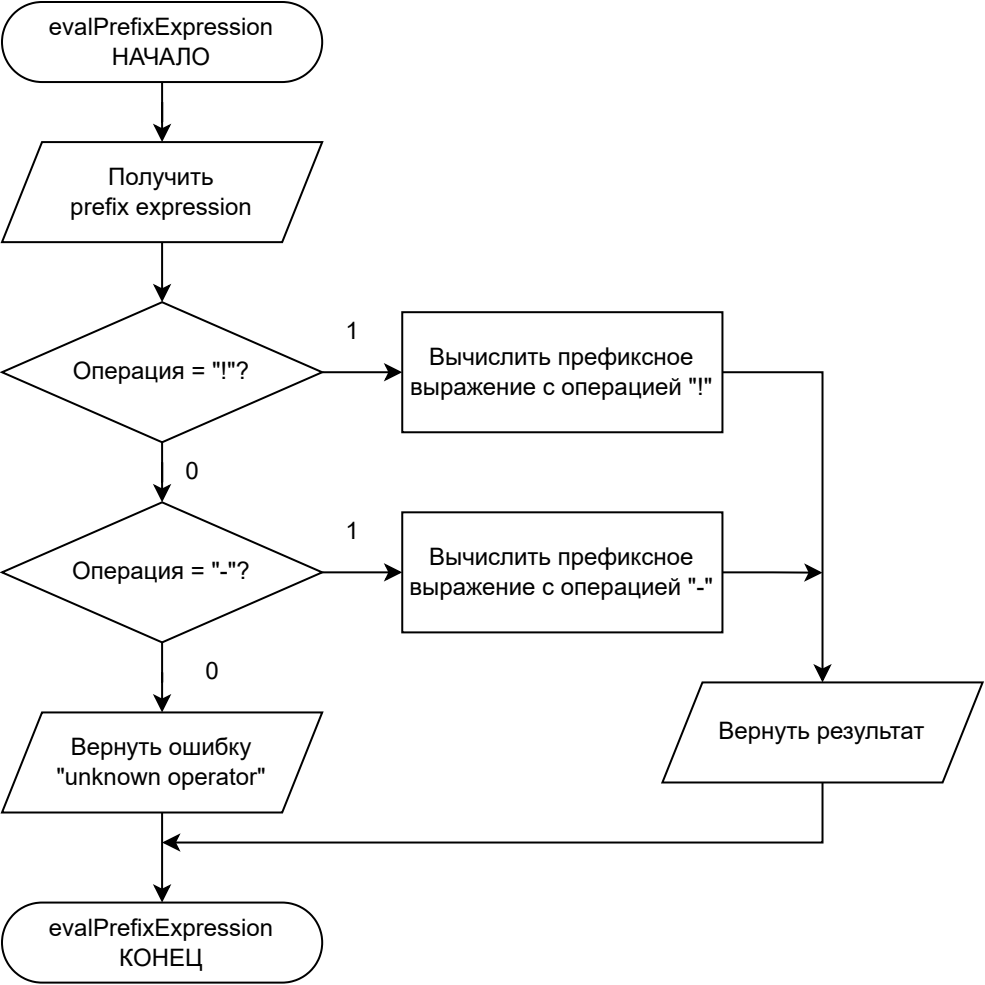 evalPrefixExpression
НАЧАЛО
Получить
prefix expression
Операция = "!"?
1
Вычислить префиксное
выражение с операцией "!"
0
Операция = "-"?
1
Вычислить префиксное
выражение с операцией "-"
0
Вернуть ошибку
"unknown operator"
Вернуть результат
evalPrefixExpression
КОНЕЦ